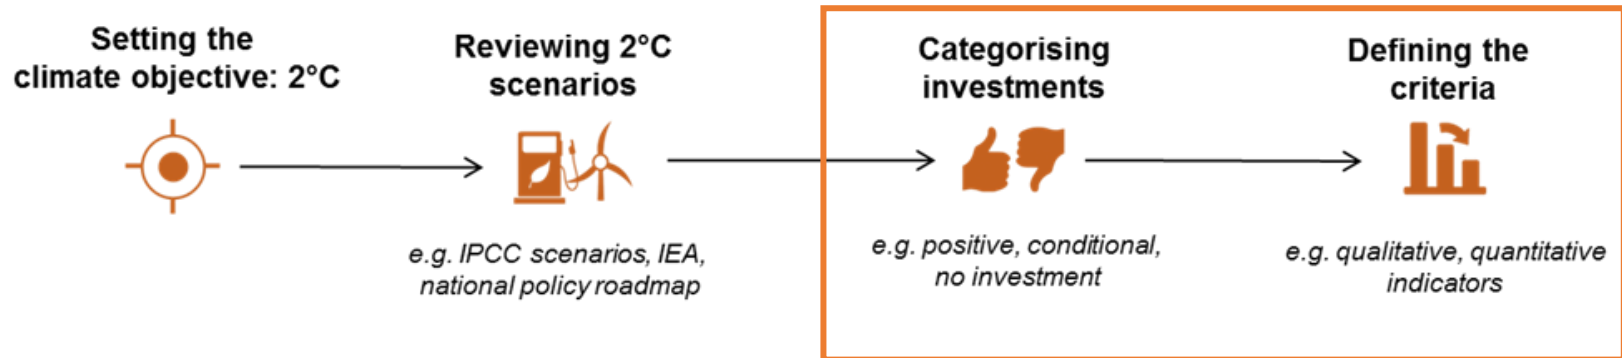 Setting the
climate objective: 2°C
Reviewing 2°C
scenarios
e.g. IPCC scenarios, IEA,
national policy roadmap
Categorising
investments
e.g. positive, conditional,
no investment
Defining the
criteria
e.g. qualitative, quantitative
indicators